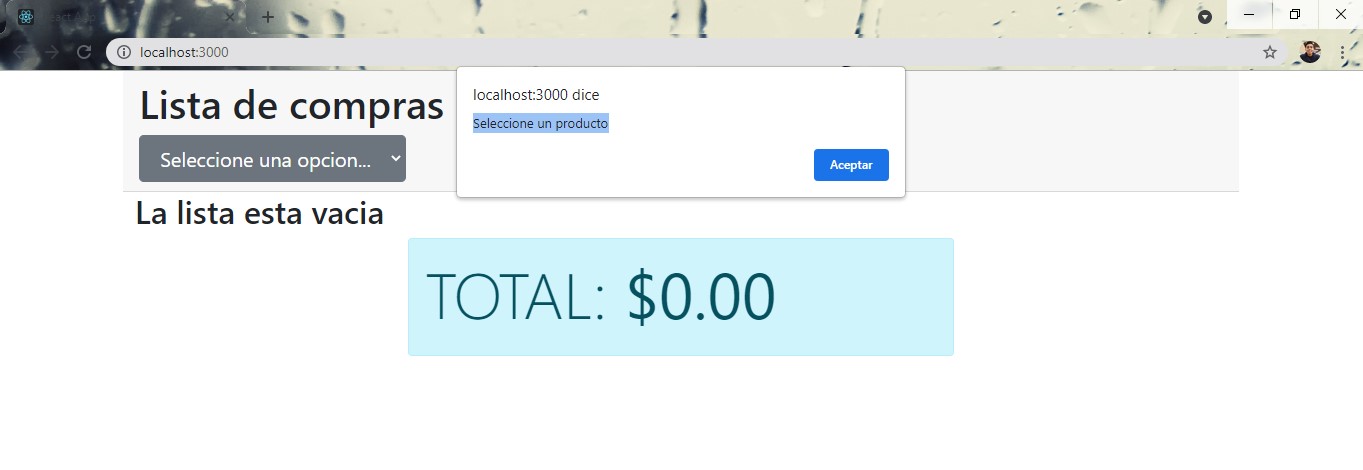 localhost:3000
localhost:3000 dice
Seleccione un producto
Aceptar
Lista de compras
Seleccione una opcion...
La lista esta vacia
TOTAL: $0.00